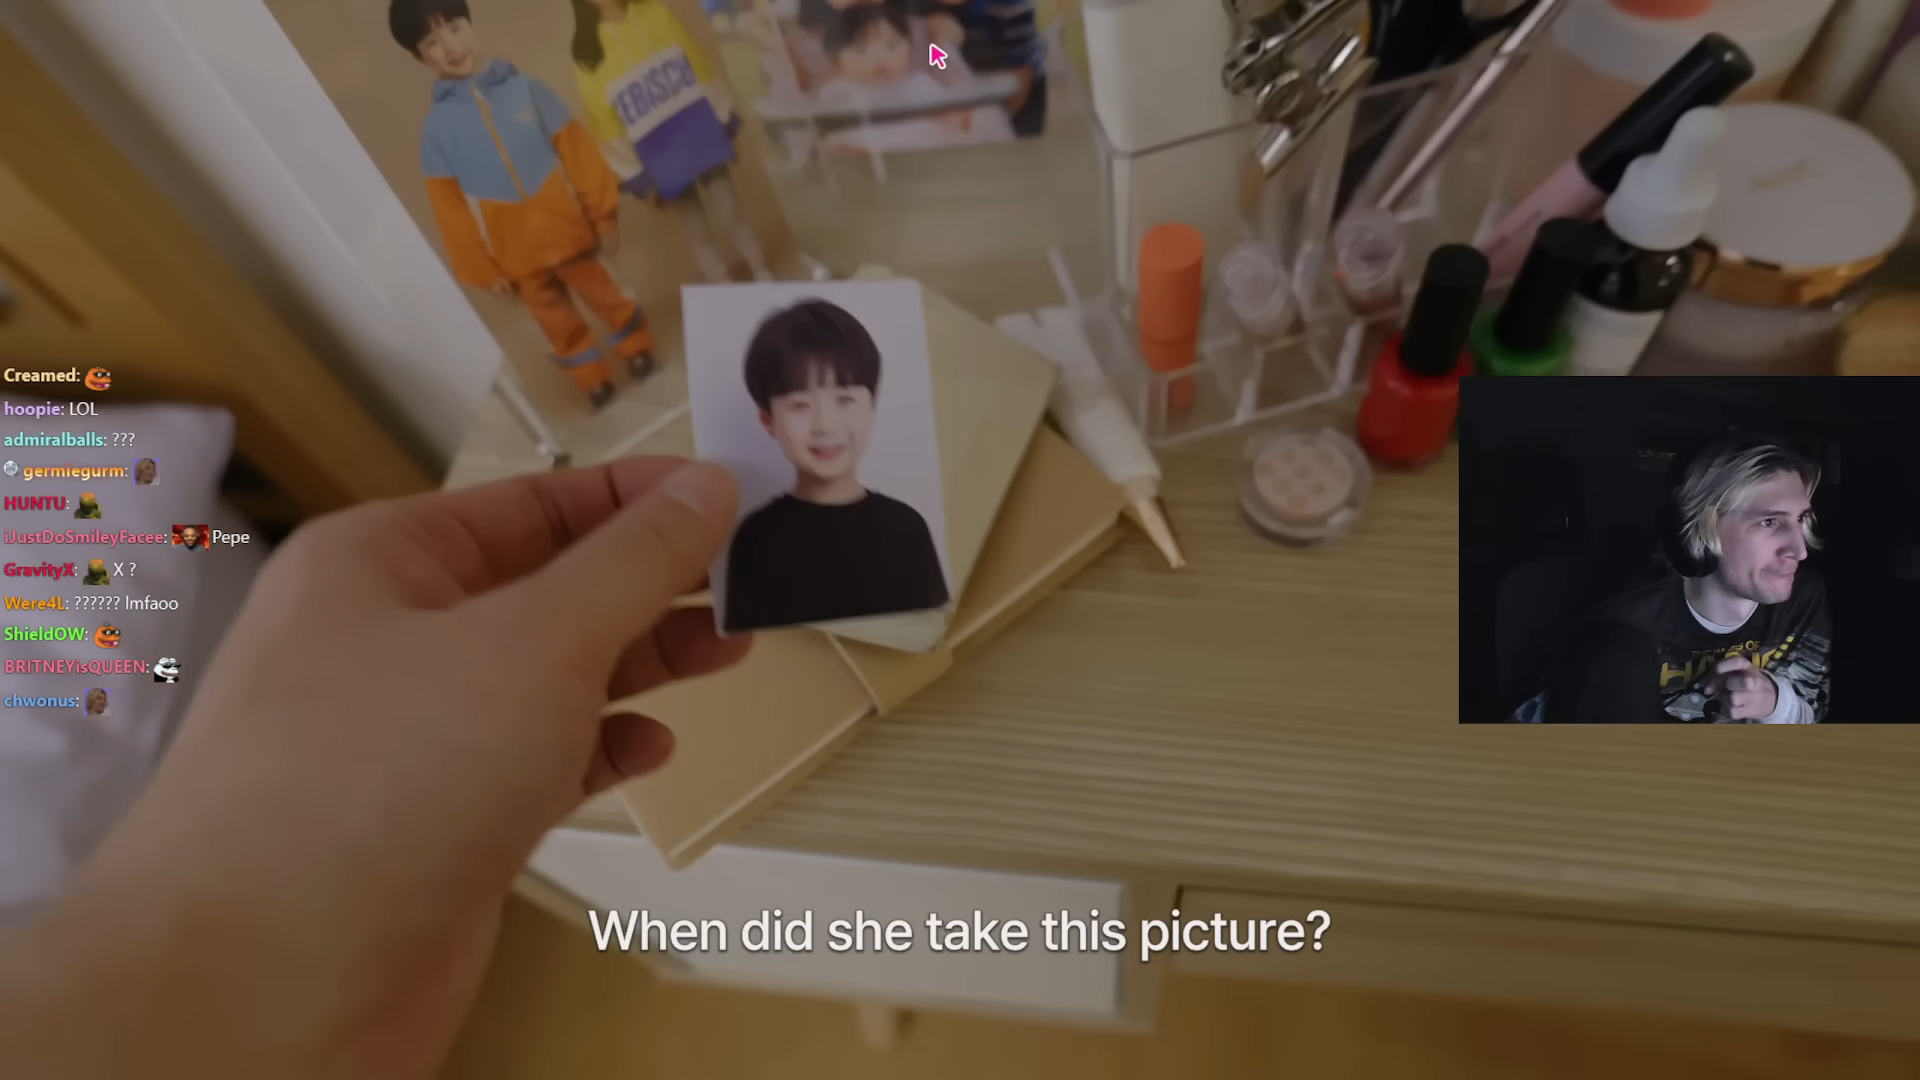 EBISCU
Creamed:
hoopie: LOL
admiralballs: ???
germiegurm:
HUNTU:
iJustDoSmileyFacee: Pepe
GravityX: X ?
Were4L: ?????? lmfaoo
ShieldOW:
BRITNEYisQUEEN:
chwonus:
When did she take this picture?